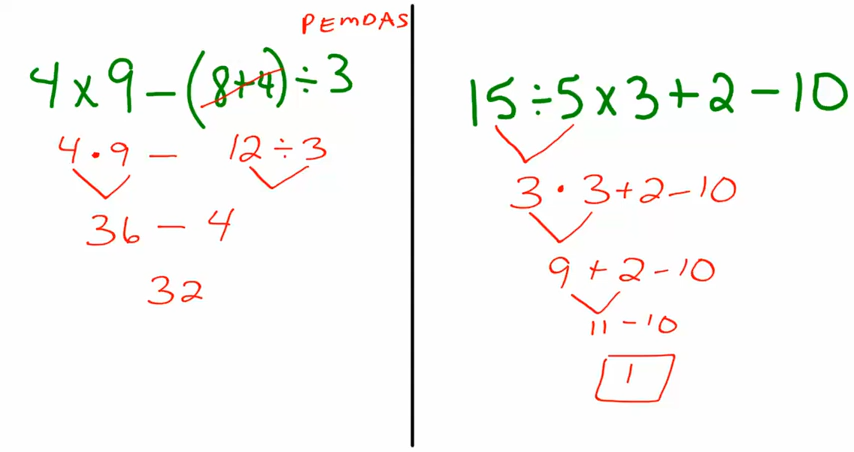 PEMDAS
4 × 9 − (8+4) ÷ 3
4 · 9 − 12 ÷ 3
36 − 4
32
15 ÷ 5 × 3 + 2 − 10
3 · 3 + 2 − 10
9 + 2 − 10
11 − 10
1